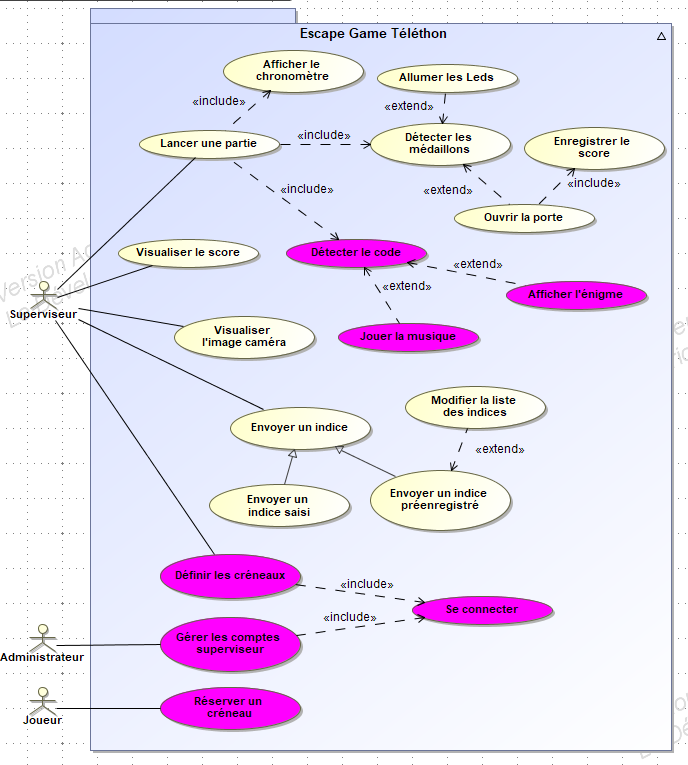 Escape Game Téléthon
Afficher le
chronomètre
Allumer les Leds
«include»
«extend»
Lancer une partie
«include»
Détecter les
médaillons
Enregistrer le
score
«include»
«extend»
«include»
Ouvrir la porte
Visualiser le score
Détecter le code
«extend»
«extend»
Afficher l'énigme
Superviseur
Visualiser
l'image caméra
Jouer la musique
Modifier la liste
des indices
Envoyer un indice
«extend»
Envoyer un
indice saisi
Envoyer un indice
préenregistré
Définir les créneaux
«include»
Se connecter
«include»
Gérer les comptes
superviseur
Administrateur
Réserver un
créneau
Joueur